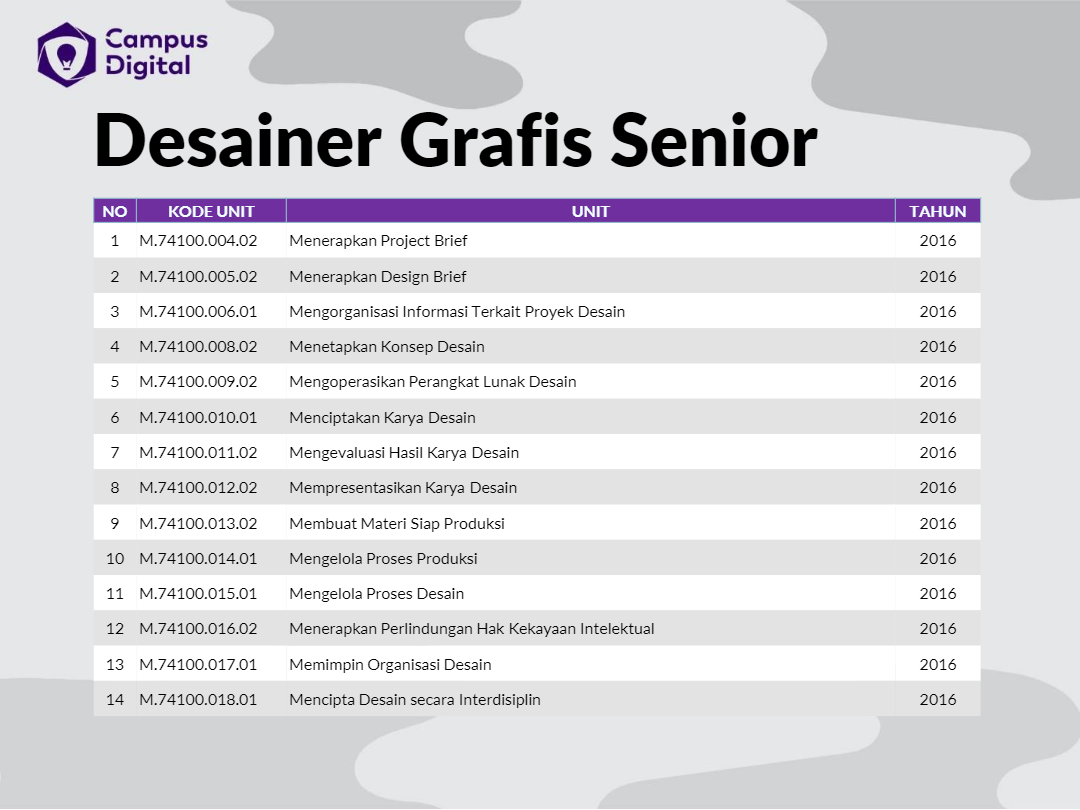 Campus
Digital
Desainer Grafis Senior
NO KODE UNIT UNIT TAHUN
1 M.74100.004.02 Menerapkan Project Brief 2016
2 M.74100.005.02 Menerapkan Design Brief 2016
3 M.74100.006.01 Mengorganisasi Informasi Terkait Proyek Desain 2016
4 M.74100.008.02 Menetapkan Konsep Desain 2016
5 M.74100.009.02 Mengoperasikan Perangkat Lunak Desain 2016
6 M.74100.010.01 Menciptakan Karya Desain 2016
7 M.74100.011.02 Mengevaluasi Hasil Karya Desain 2016
8 M.74100.012.02 Mempresentasikan Karya Desain 2016
9 M.74100.013.02 Membuat Materi Siap Produksi 2016
10 M.74100.014.01 Mengelola Proses Produksi 2016
11 M.74100.015.01 Mengelola Proses Desain 2016
12 M.74100.016.02 Menerapkan Perlindungan Hak Kekayaan Intelektual 2016
13 M.74100.017.01 Memimpin Organisasi Desain 2016
14 M.74100.018.01 Mencipta Desain secara Interdisiplin 2016